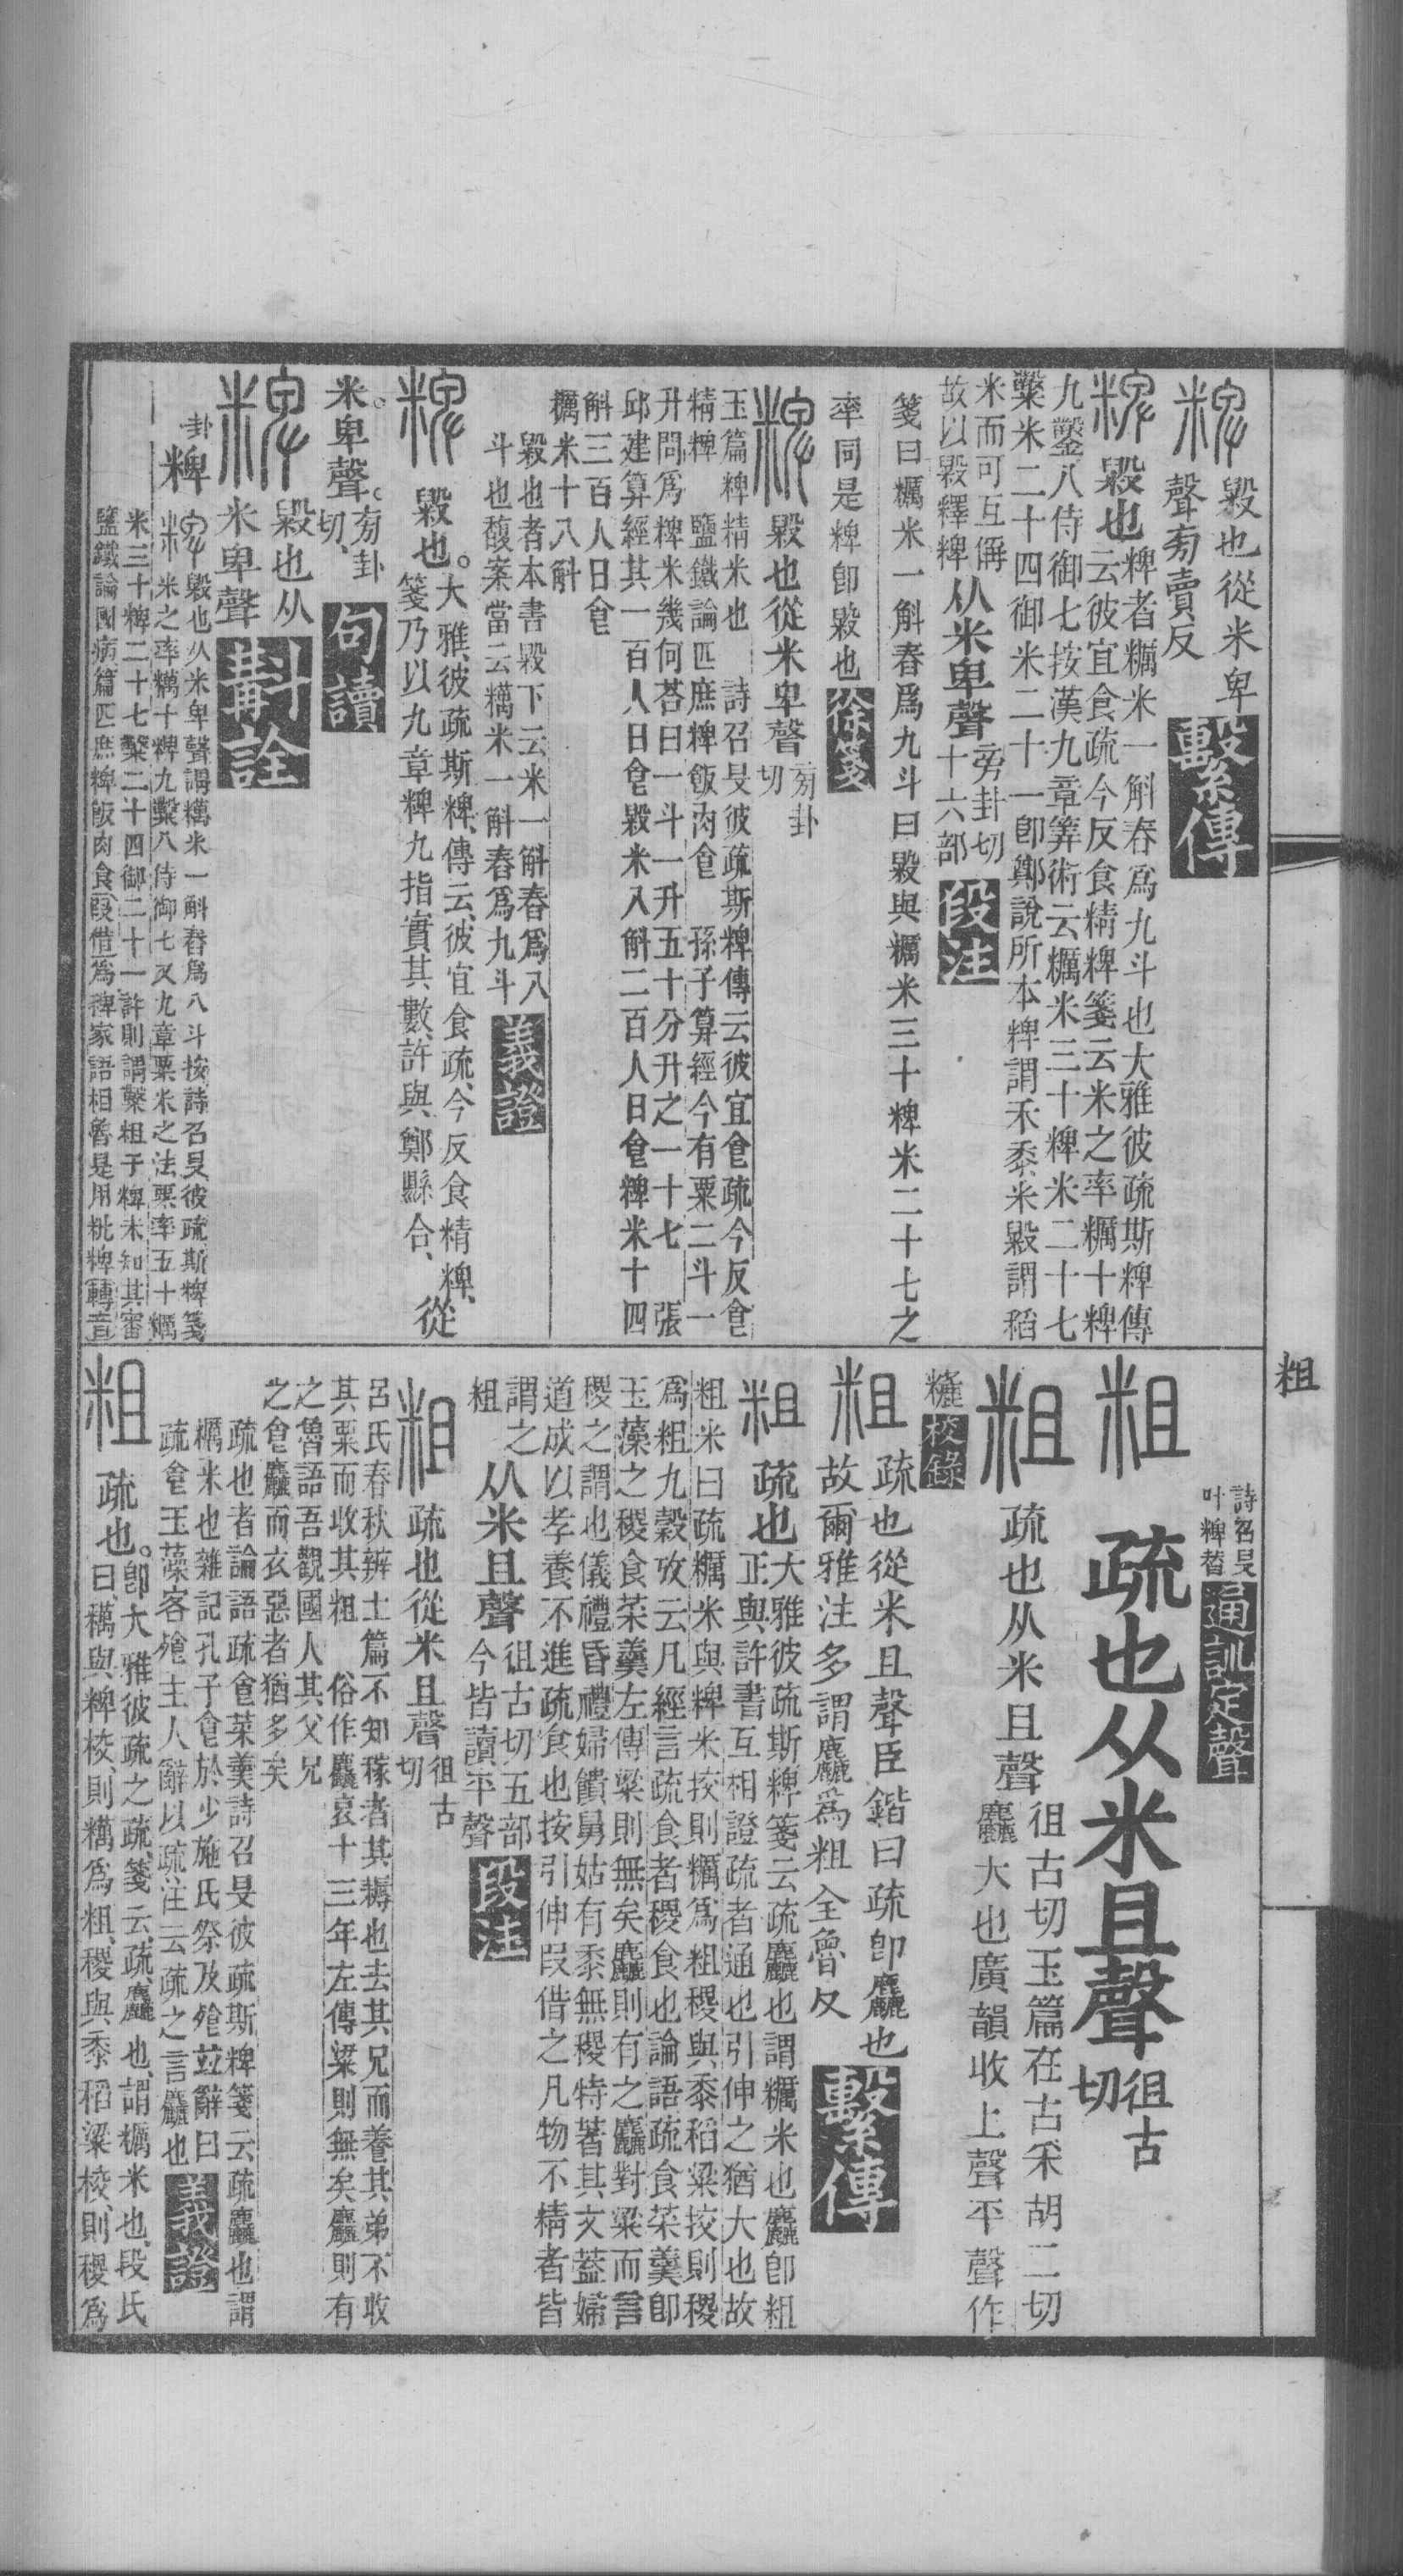 粺 毇也從米卑
聲㫄賣反 繫傳
粺 毇也 粺者糲米一斛舂爲九斗也大雅彼疏斯粺傳
云彼宜食疏今反食精粺箋云米之率糲十粺
九鑿八侍御七按漢九章筭術云糲米三十粺米二十七
糳米二十四御米二十一卽鄭說所本粺謂禾黍米毇謂稻
米而可互偁
故以毇釋粺 从米卑聲 㫄卦切
十六部 段注
箋曰糲米一斛舂爲九斗曰毇與糲米三十粺米二十七之
率同是粺卽毇也 徐箋
粺 毇也從米卑聲 㫄卦
切
玉篇粺精米也 詩召旻彼疏斯粺傳云彼宜食疏今反食
精粺 鹽鐵論匹庶粺飯肉食 孫子算經今有粟二斗一
升問爲粺米幾何荅曰一斗一升五十分升之一十七 張
邱建算經其一百人日食毇米八斛二百人日食粺米十四
斛三百人日食
糲米十八斛
毇也者本書毇下云米一斛舂爲八
斗也馥案當云糲米一斛舂爲九斗 義證
粺 毇也。大雅、彼疏斯粺、傳云、彼宜食疏、今反食精粺、
箋乃以九章粺九指實其數、許與鄭縣合、 從
米卑聲。㫄卦
切、 句讀
粺 毇也从
米卑聲 斠詮
卦 粺 毇也从米卑聲謂糲米一斛舂爲八斗按詩召旻彼疏斯粺箋
米之率糲十粺九糳八侍御七又九章粟米之法粟率五十糲
米三十粺二十七糳二十四御二十一許則謂糳粗于粺未知其審
鹽鐵論國病篇匹庶粺飯肉食 叚借爲稗家語相魯是用秕粺 轉音
詩召旻
叶粺替 通訓定聲
粗 疏也从米且聲 徂古
切
粗 疏也从米且聲 徂古切玉篇在古釆胡二切
麤大也廣韻收上聲平聲作
𥻪 校錄
粗 疏也從米且聲臣鍇曰疏卽麤也
故爾雅注多謂麤爲粗全魯反 繫傳
粗 疏也 大雅彼疏斯粺箋云疏麤也謂糲米也麤卽粗
正與許書互相證疏者通也引伸之猶大也故
粗米曰疏糲米與粺米挍則糲爲粗稷與黍稻粱挍則稷
爲粗九穀攷云凡經言疏食者稷食也論語疏食菜羹卽
玉藻之稷食菜羹左傳粱則無矣麤則有之麤對粱而言
稷之謂也儀禮昏禮婦饋舅姑有黍無稷特著其文蓋婦
道成以孝養不進疏食也按引伸叚借之凡物不精者皆
謂之
粗 从米且聲 徂古切五部
今皆讀平聲 段注
粗 疏也從米且聲 徂古
切
呂氏春秋辨土篇不知稼者其耨也去其兄而養其弟不收
其粟而收其粗 俗作麤哀十三年左傳粱則無矣麤則有
之魯語吾觀國人其父兄
之食麤而衣惡者猶多矣
疏也者論語疏食菜羹詩召旻彼疏斯粺箋云疏麤也謂
糲米也雜記孔子食於少施氏祭及飧竝辭曰
疏食玉藻客飧主人辭以疏注云疏之言麤也 義證
粗 疏也。卽大雅彼疏之疏、箋云、疏、麤也、謂糲米也、段氏
曰、糲與粺校、則糲爲粗、稷與黍稻粱校、則稷爲
粗